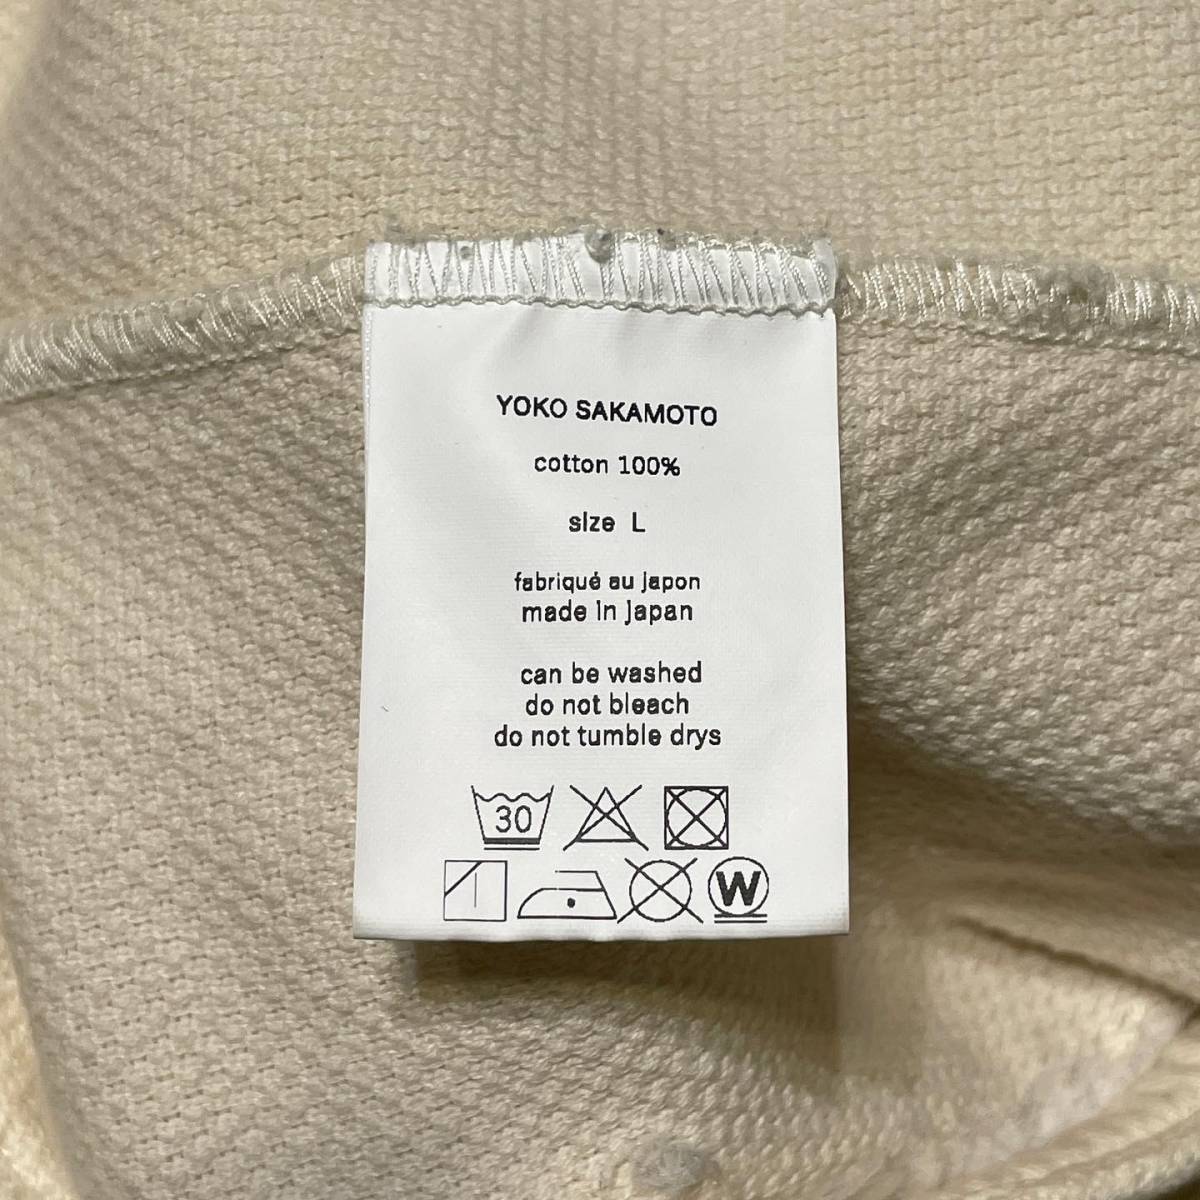 YOKO SAKAMOTO
cotton 100%
size L
fabriqué au japon
made in japan
can be washed
do not bleach
do not tumble drys
30
W